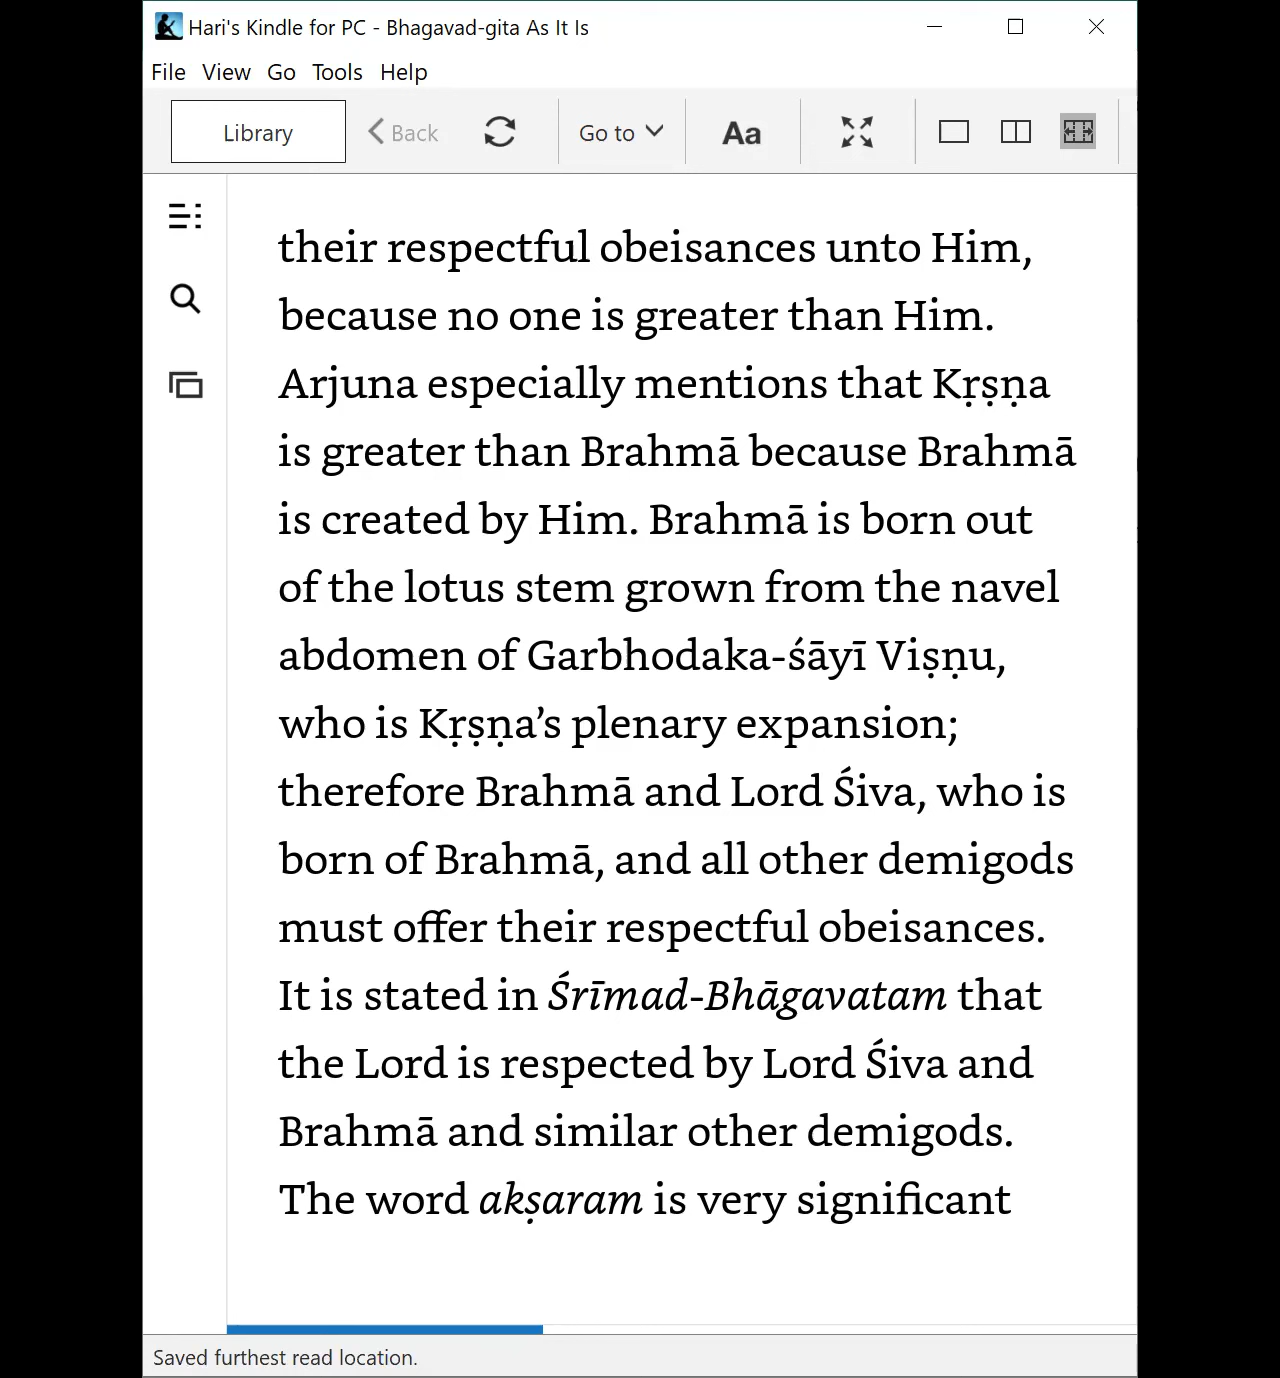 Hari's Kindle for PC - Bhagavad-gita As It Is
File View Go Tools Help
Library Back Go to Aa
their respectful obeisances unto Him,
because no one is greater than Him.
Arjuna especially mentions that Kṛṣṇa
is greater than Brahmā because Brahmā
is created by Him. Brahmā is born out
of the lotus stem grown from the navel
abdomen of Garbhodaka-śāyī Viṣṇu,
who is Kṛṣṇa’s plenary expansion;
therefore Brahmā and Lord Śiva, who is
born of Brahmā, and all other demigods
must offer their respectful obeisances.
It is stated in Śrīmad-Bhāgavatam that
the Lord is respected by Lord Śiva and
Brahmā and similar other demigods.
The word akṣaram is very significant
Saved furthest read location.